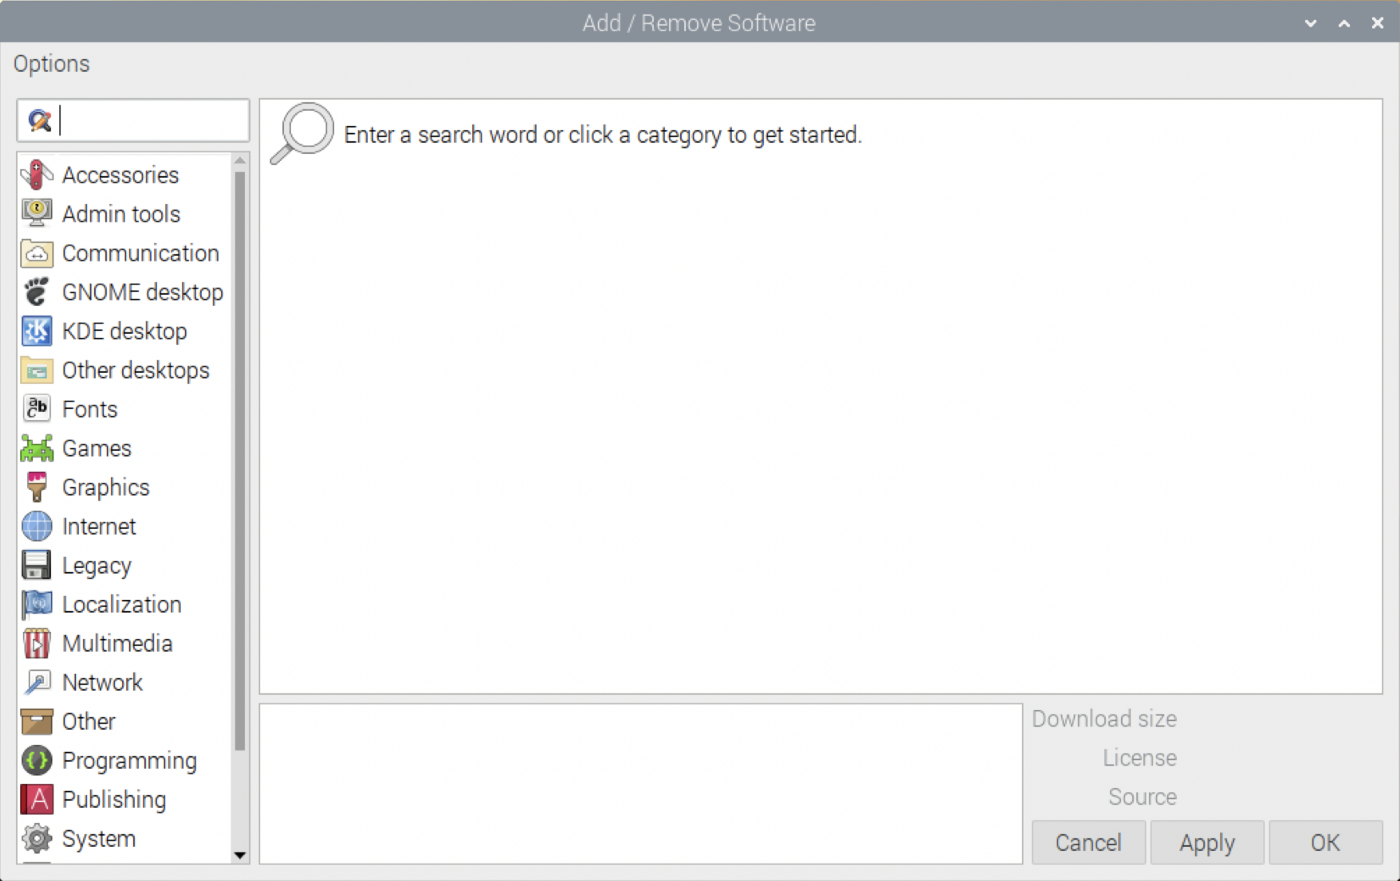 Add / Remove Software
Options
Enter a search word or click a category to get started.
Accessories
Admin tools
Communication
GNOME desktop
KDE desktop
Other desktops
Fonts
Games
Graphics
Internet
Legacy
Localization
Multimedia
Network
Other
Programming
Publishing
System
Download size
License
Source
Cancel
Apply
OK